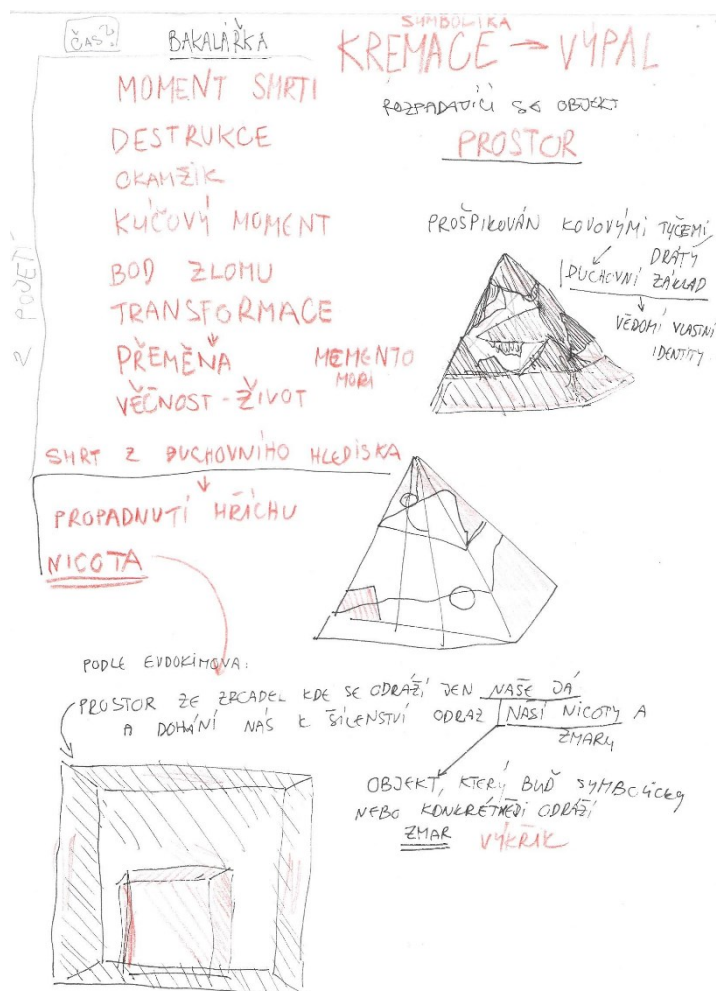 ČAS?
BAKALÁŘKA
SYMBOLIKA
KREMACE → VÝPAL
ROZPADAVÍCÍ SE OBJEKT
PROSTOR
MOMENT SMRTI
DESTRUKCE
OKAMŽIK
KÚČOVÝ MOMENT
BOD ZLOMU
TRANSFORMACE
PŘEMĚNA
VĚČNOST - ŽIVOT
MEMENTO
MORI
2 POJETÍ
PROŠPIKOVÁN KOVOVÝMI TYČEMI
DRÁTY
DUCHOVNÍ ZÁKLAD
VĚDOMÍ VLASTNÍ
IDENTITY
SMRT Z DUCHOVNÍHO HLEDISKA
PROPADNUTÍ HŘÍCHU
NICOTA
PODLE EVDOKIMOVA:
PROSTOR ZE ZRCADEL KDE SE ODRÁŽÍ JEN NAŠE JÁ
A DOHÁNÍ NÁS K ŠÍLENSTVÍ ODRAZ NAŠÍ NICOTY A
ZMARU
OBJEKT, KTERÝ BUĎ SYMBOLICKY
NEBO KONKRÉTNĚJI ODRÁŽÍ
ZMAR VÝKŘIK